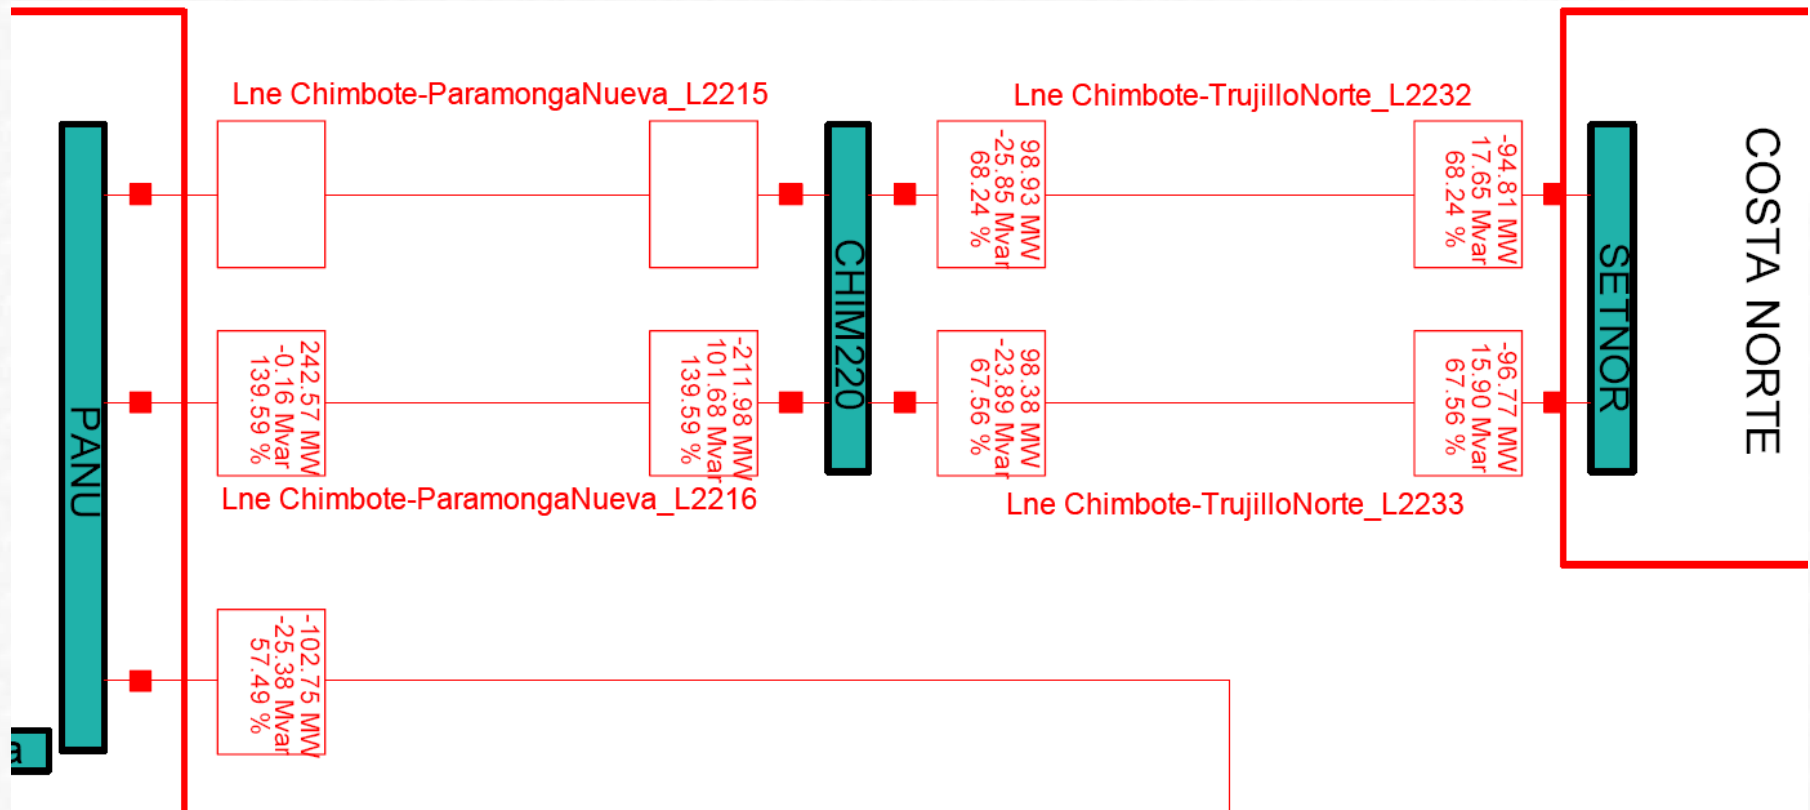 Lne Chimbote-ParamongaNueva_L2215
Lne Chimbote-TrujilloNorte_L2232
98.93 MW
-25.85 Mvar
68.24 %
-94.81 MW
17.65 Mvar
68.24 %
COSTA NORTE
PANU
CHIM220
SETNOR
242.57 MW
-0.16 Mvar
139.59 %
-211.98 MW
101.68 Mvar
139.59 %
98.38 MW
-23.89 Mvar
67.56 %
-96.77 MW
15.90 Mvar
67.56 %
Lne Chimbote-ParamongaNueva_L2216
Lne Chimbote-TrujilloNorte_L2233
-102.75 MW
-25.38 Mvar
57.49 %
a